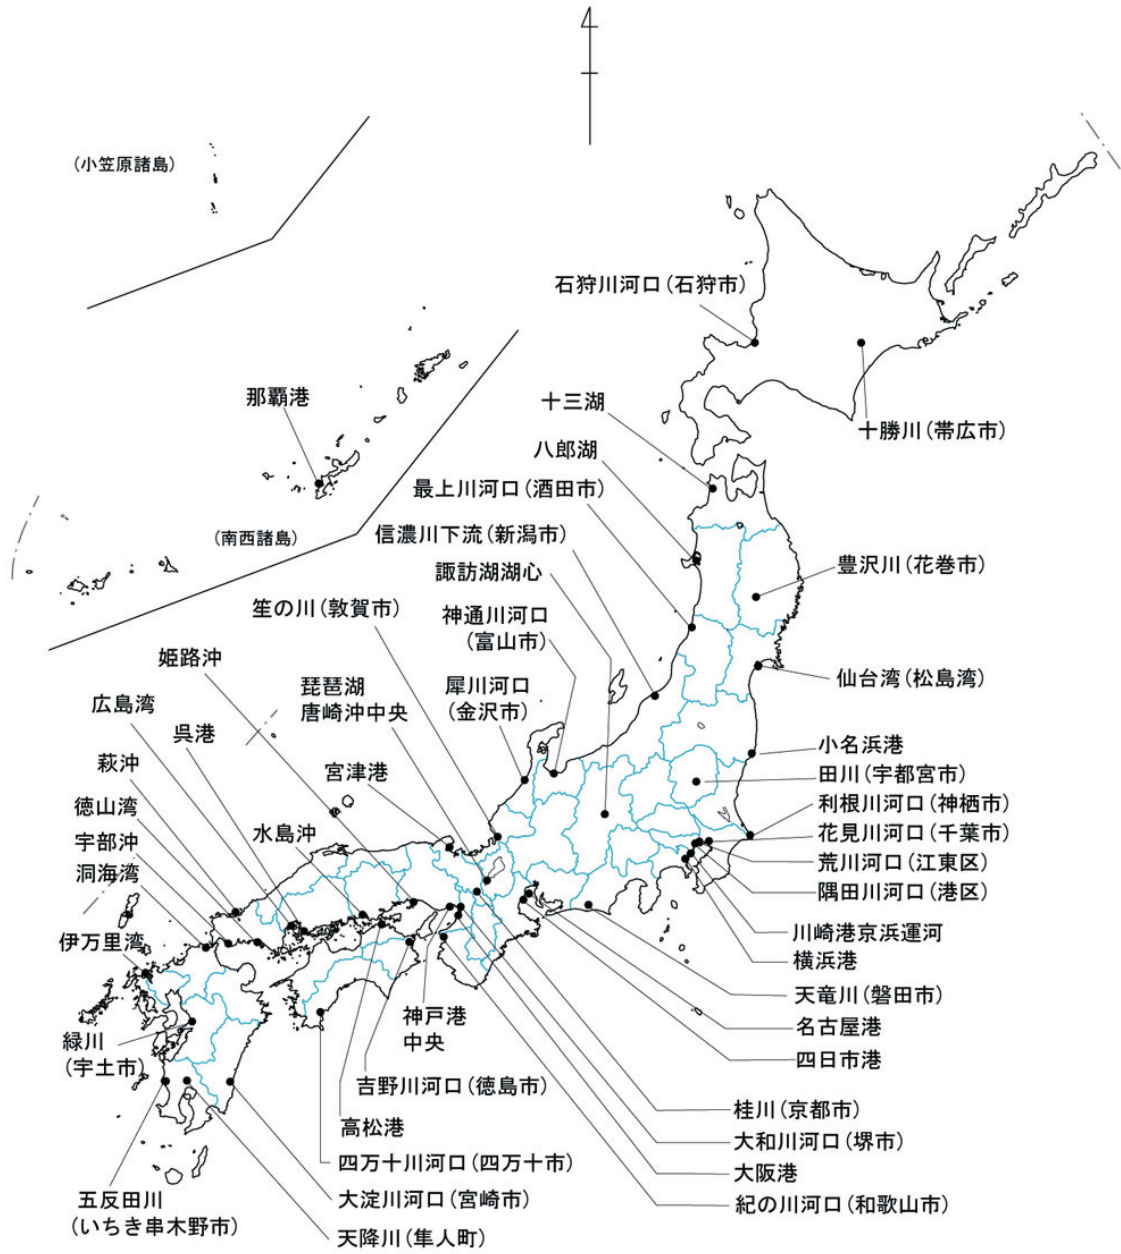 (小笠原諸島)
石狩川河口(石狩市)
那覇港
十三湖
十勝川(帯広市)
八郎湖
最上川河口(酒田市)
信濃川下流(新潟市)
(南西諸島)
諏訪湖湖心
豊沢川(花巻市)
笙の川(敦賀市)
神通川河口
(富山市)
姫路沖
仙台湾(松島湾)
琵琶湖
唐崎沖中央
犀川河口
(金沢市)
広島湾
呉港
小名浜港
萩沖
宮津港
田川(宇都宮市)
徳山湾
利根川河口(神栖市)
水島沖
花見川河口(千葉市)
宇部沖
荒川河口(江東区)
洞海湾
隅田川河口(港区)
川崎港京浜運河
伊万里湾
横浜港
天竜川(磐田市)
神戸港
中央
名古屋港
緑川
(宇土市)
四日市港
吉野川河口(徳島市)
桂川(京都市)
高松港
大和川河口(堺市)
四万十川河口(四万十市)
大阪港
五反田川
(いちき串木野市)
大淀川河口(宮崎市)
紀の川河口(和歌山市)
天降川(隼人町)